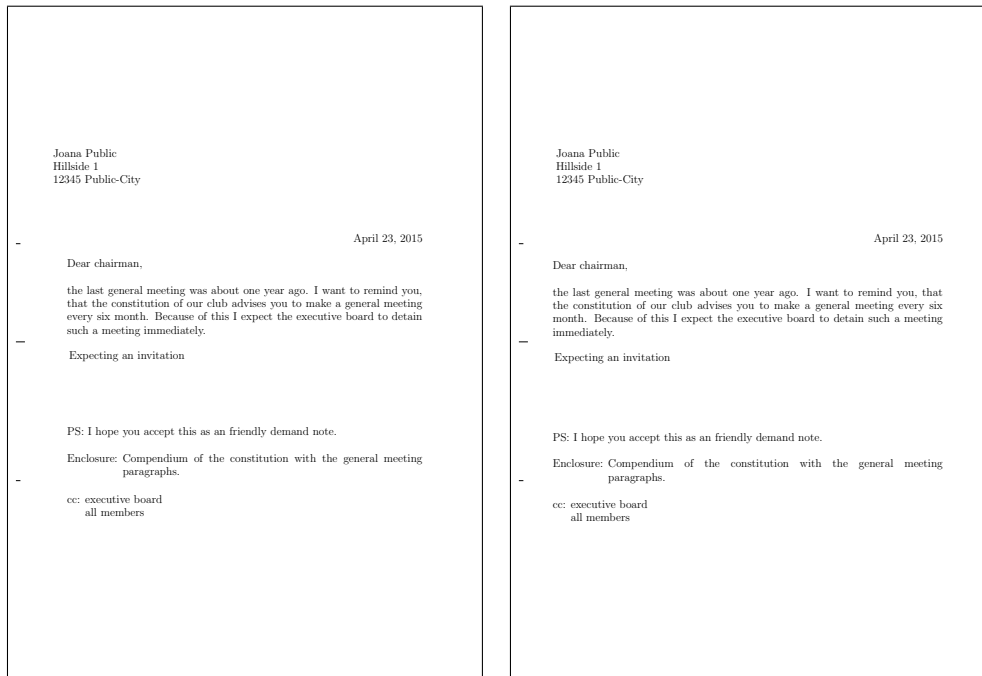 Joana Public
Hillside 1
12345 Public-City
April 23, 2015
Dear chairman,
the last general meeting was about one year ago. I want to remind you,
that the constitution of our club advises you to make a general meeting
every six month. Because of this I expect the executive board to detain
such a meeting immediately.
Expecting an invitation
PS: I hope you accept this as an friendly demand note.
Enclosure: Compendium of the constitution with the general meeting
paragraphs.
cc: executive board
all members
Joana Public
Hillside 1
12345 Public-City
April 23, 2015
Dear chairman,
the last general meeting was about one year ago. I want to remind you, that
the constitution of our club advises you to make a general meeting every six
month. Because of this I expect the executive board to detain such a meeting
immediately.
Expecting an invitation
PS: I hope you accept this as an friendly demand note.
Enclosure: Compendium of the constitution with the general meeting
paragraphs.
cc: executive board
all members